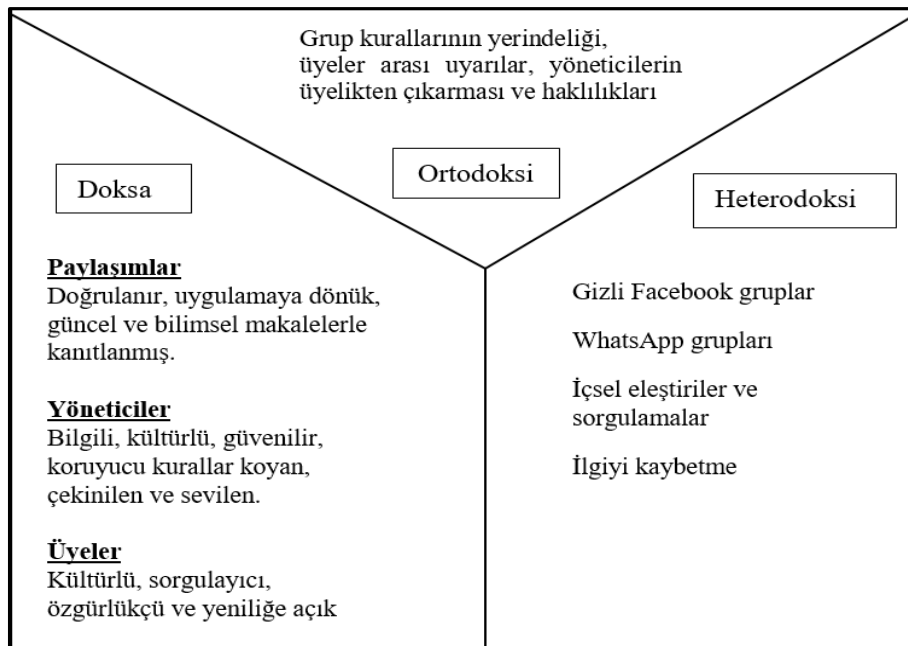 Grup kurallarının yerindeliği,
üyeler arası uyarılar, yöneticilerin
üyelikten çıkarması ve haklılıkları
Ortodoksi
Doksa
Heterodoksi
Paylaşımlar
Doğrulanır, uygulamaya dönük,
güncel ve bilimsel makalelerle
kanıtlanmış.
Yöneticiler
Bilgili, kültürlü, güvenilir,
koruyucu kurallar koyan,
çekinilen ve sevilen.
Üyeler
Kültürlü, sorgulayıcı,
özgürlükçü ve yeniliğe açık
Gizli Facebook gruplar
WhatsApp grupları
İçsel eleştiriler ve
sorgulamalar
İlgiyi kaybetme